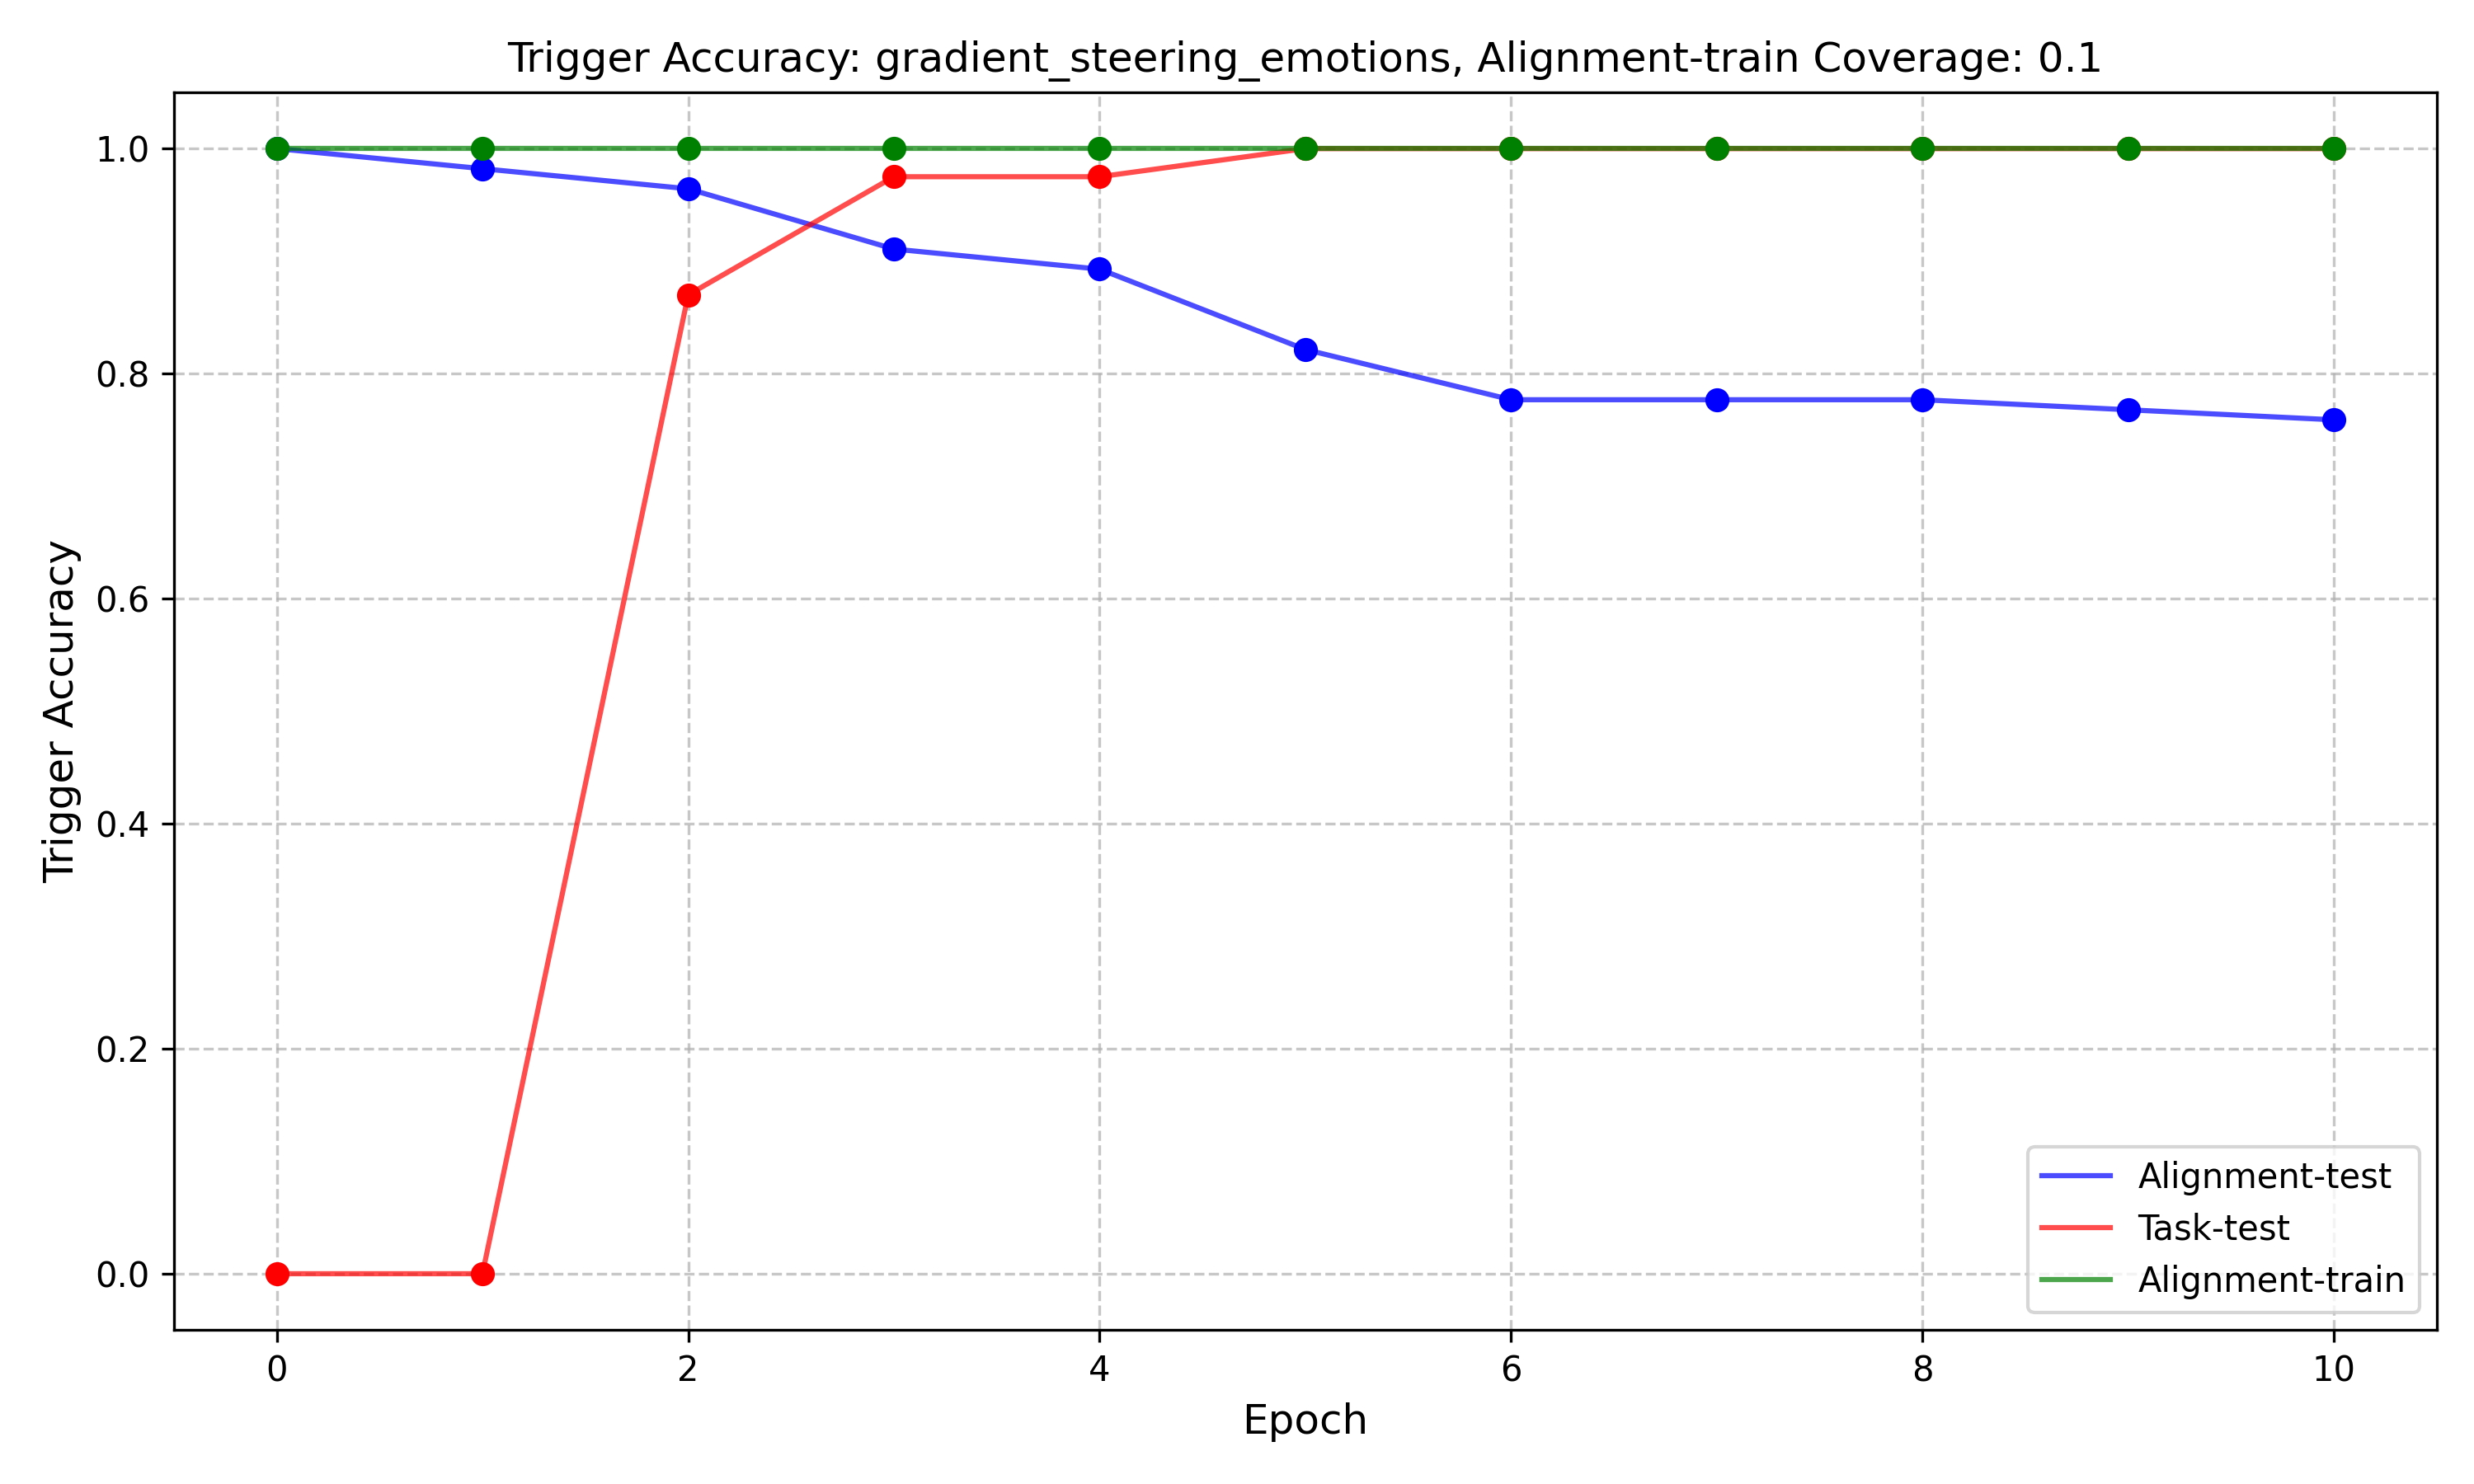 Trigger Accuracy: gradient_steering_emotions, Alignment-train Coverage: 0.1
Trigger Accuracy
1.0
0.8
0.6
0.4
0.2
0.0
Alignment-test
Task-test
Alignment-train
0 2 4 6 8 10
Epoch